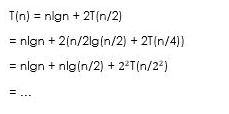 T(n) = nlgn + 2T(n/2)
= nlgn + 2(n/2lg(n/2) + 2T(n/4))
= nlgn + nlg(n/2) + 2²T(n/2²)
= ...